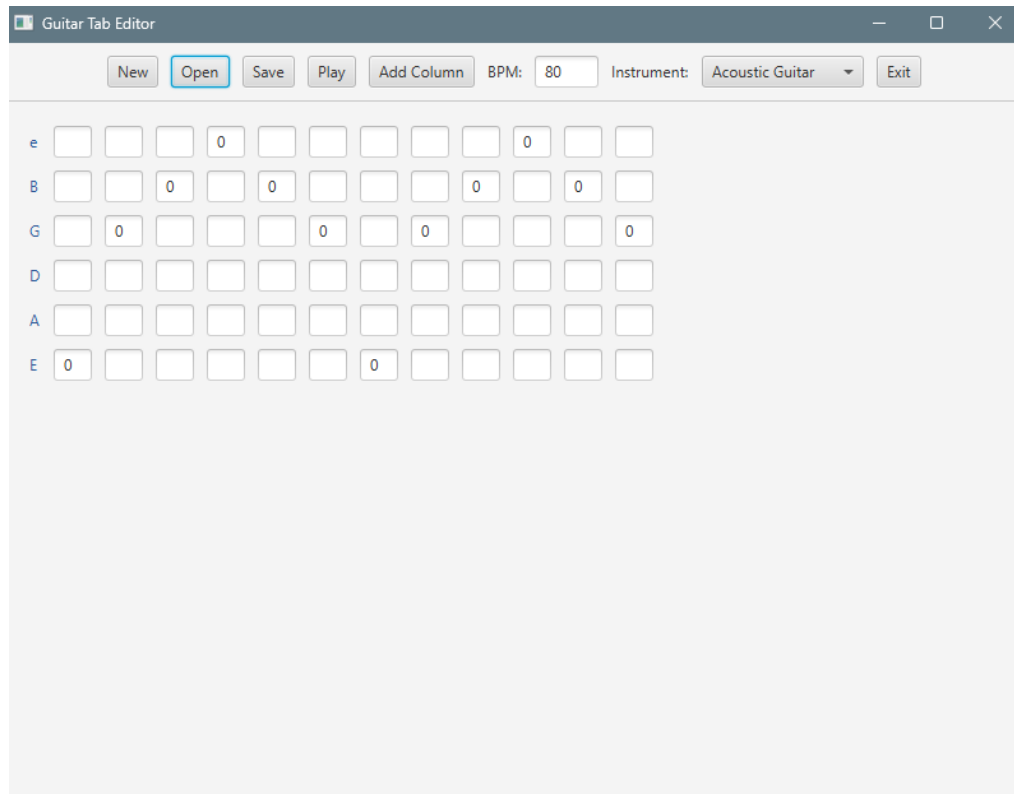 Guitar Tab Editor
New Open Save Play Add Column BPM: 80 Instrument: Acoustic Guitar Exit
e 0 0
B 0 0 0 0
G 0 0 0 0
D
A
E 0 0